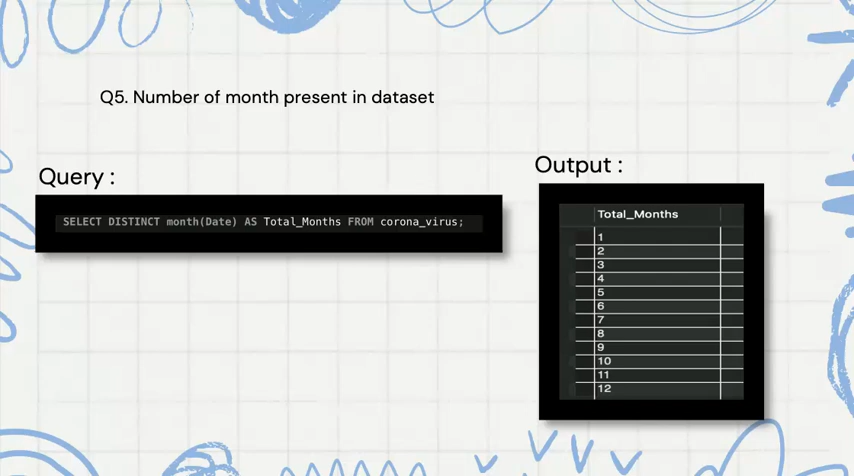 Q5. Number of month present in dataset
Query :
SELECT DISTINCT month(Date) AS Total_Months FROM corona_virus;
Output :
Total_Months
1
2
3
4
5
6
7
8
9
10
11
12